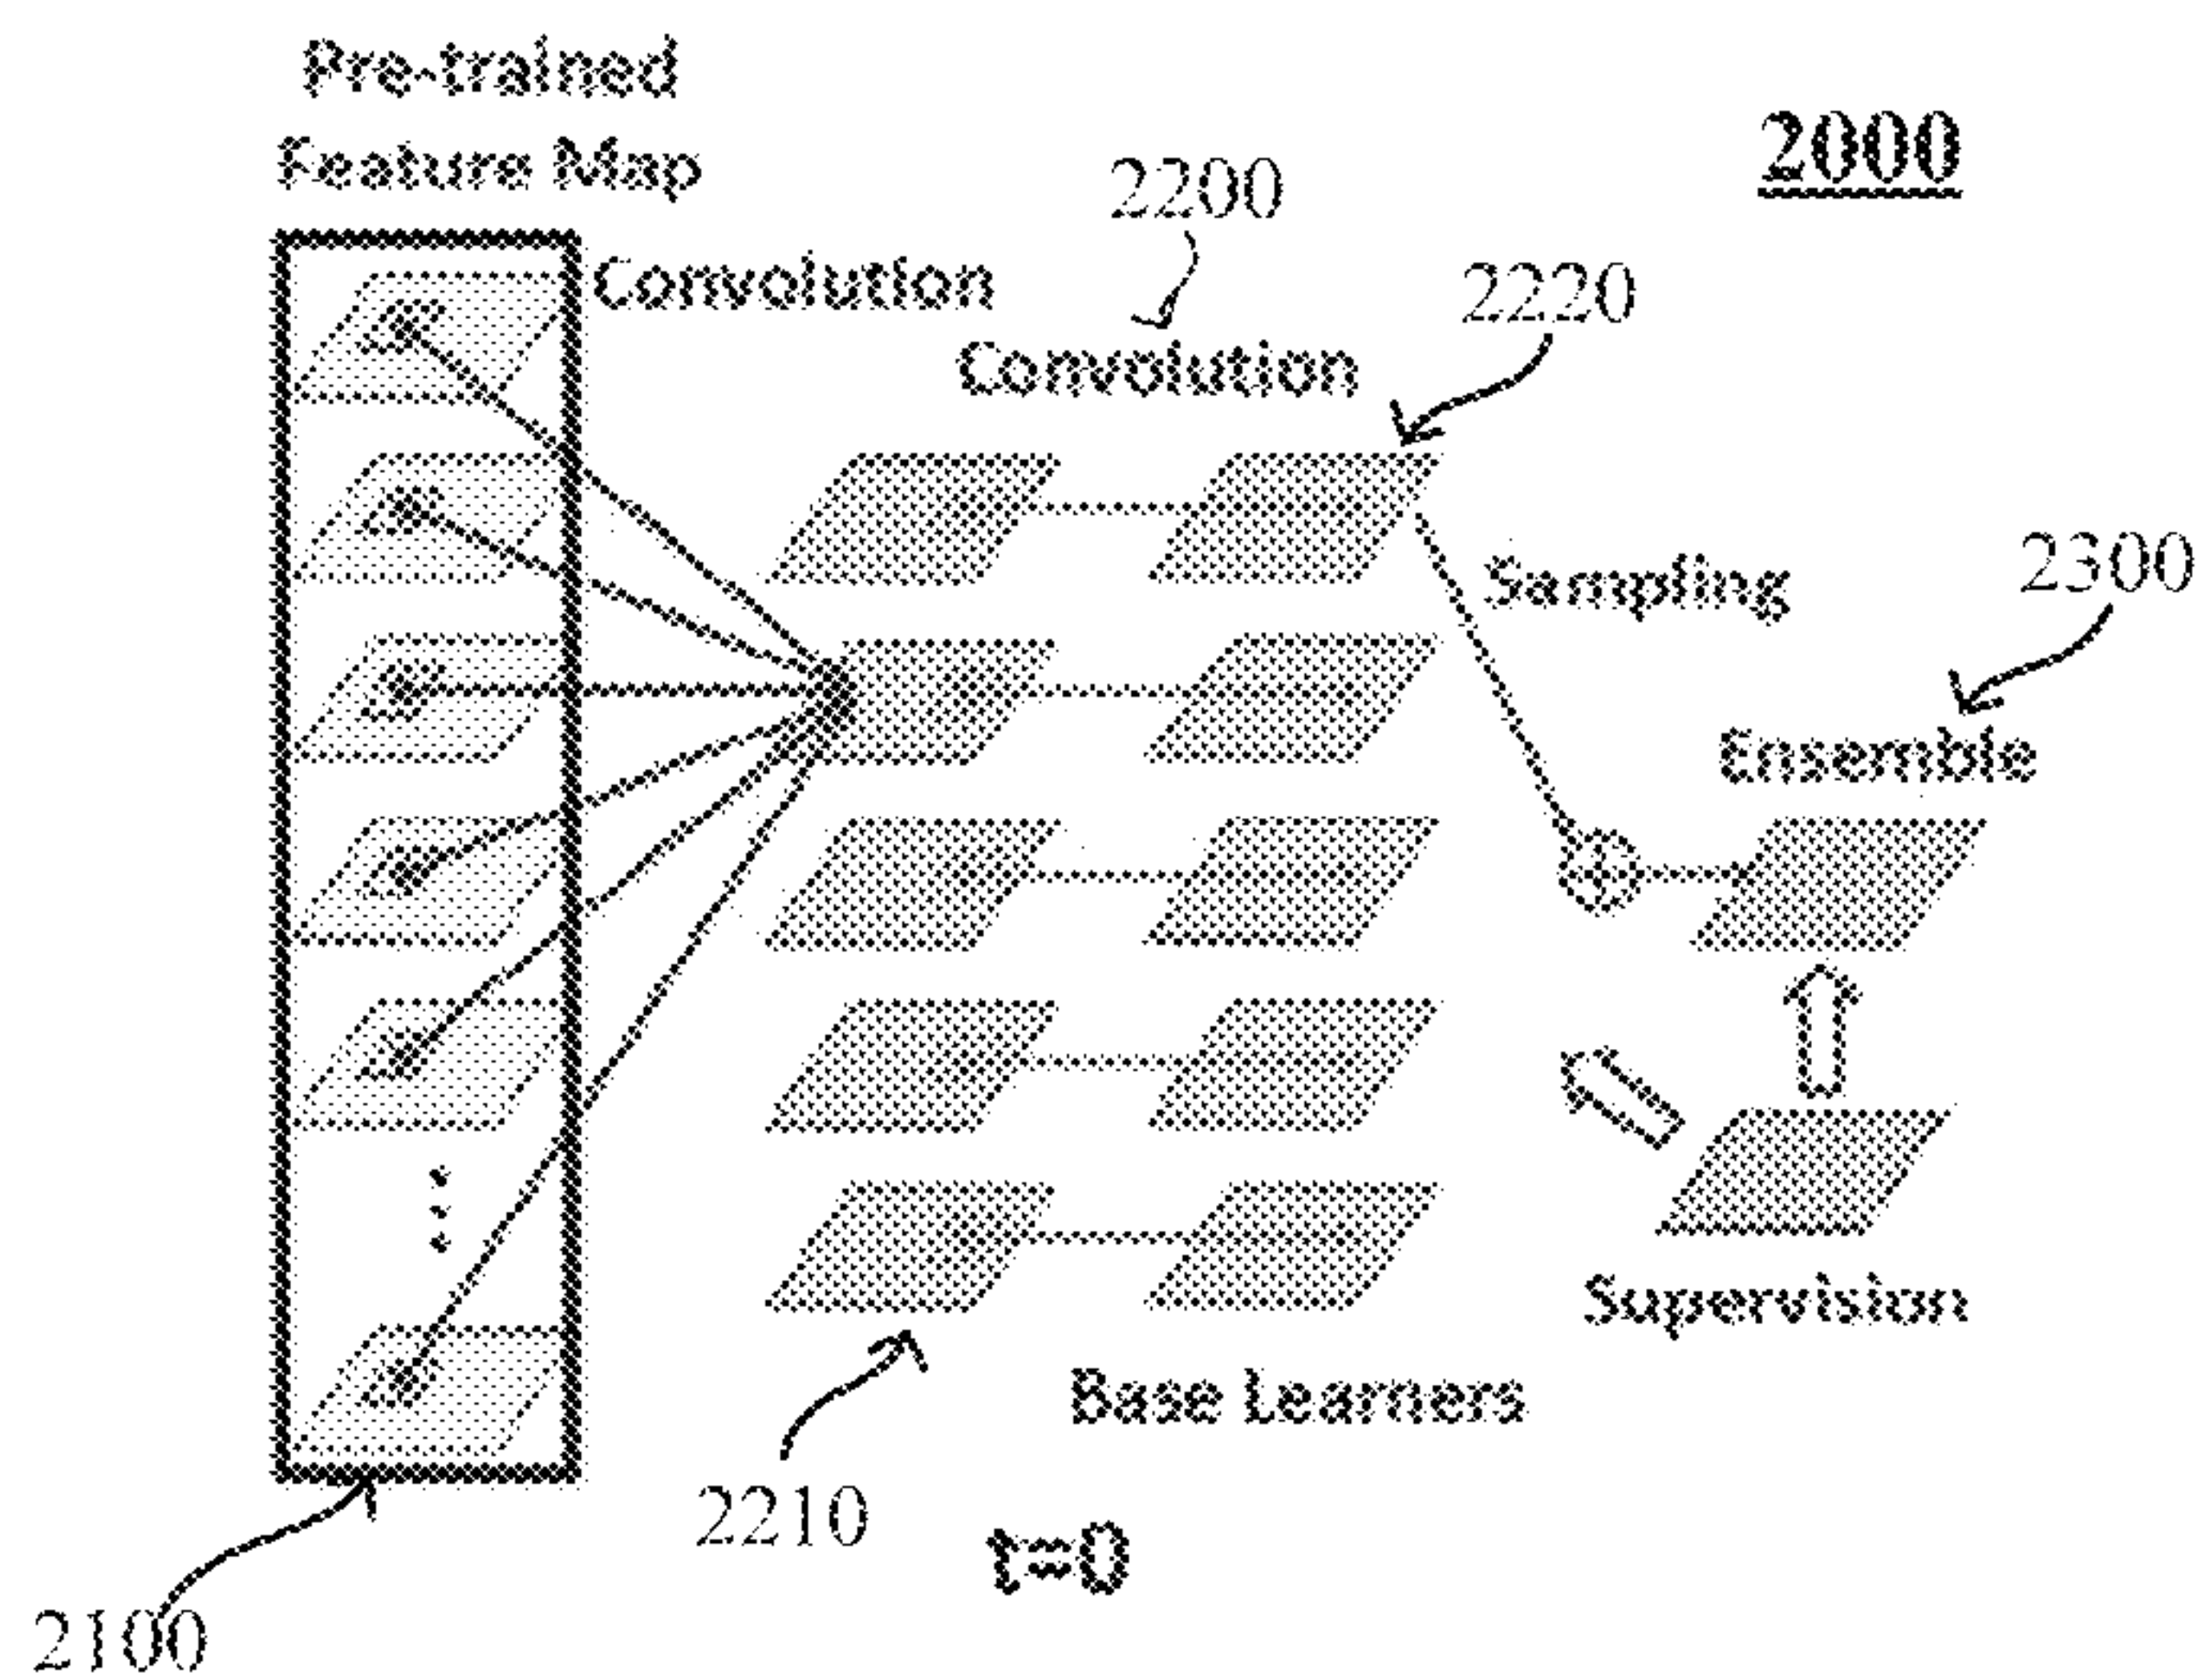 Pre-trained
Feature Map
2000
2200
Convolution
2220
Convolution
Sampling
2300
Ensemble
Supervision
Base Learners
2210
t=0
2100